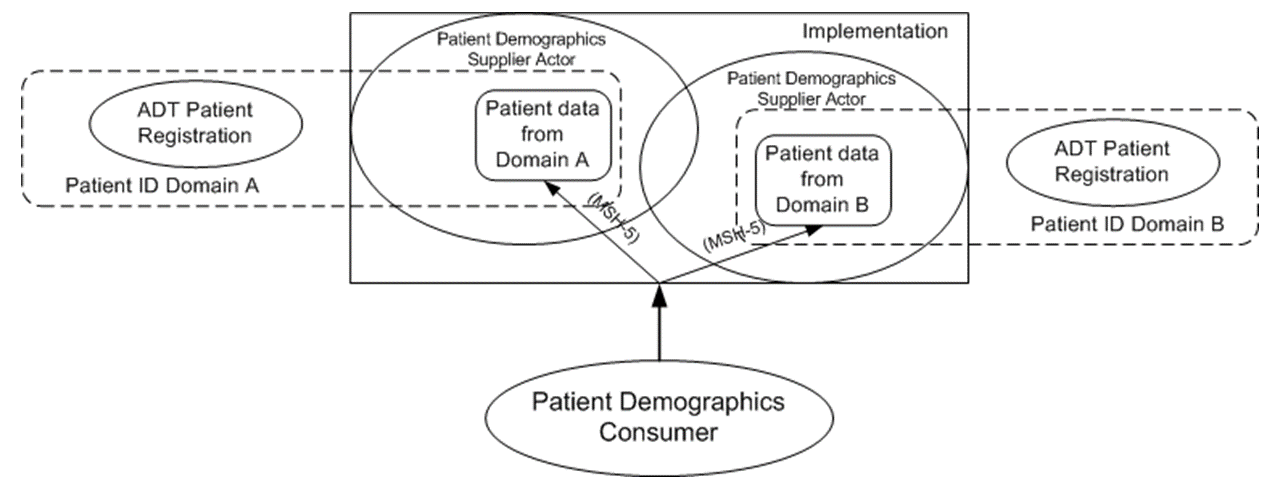 Implementation
Patient Demographics
Supplier Actor
Patient Demographics
Supplier Actor
ADT Patient
Registration
Patient ID Domain A
Patient data
from
Domain A
Patient data
from
Domain B
ADT Patient
Registration
Patient ID Domain B
(MSH-5)
(MSH-5)
Patient Demographics
Consumer